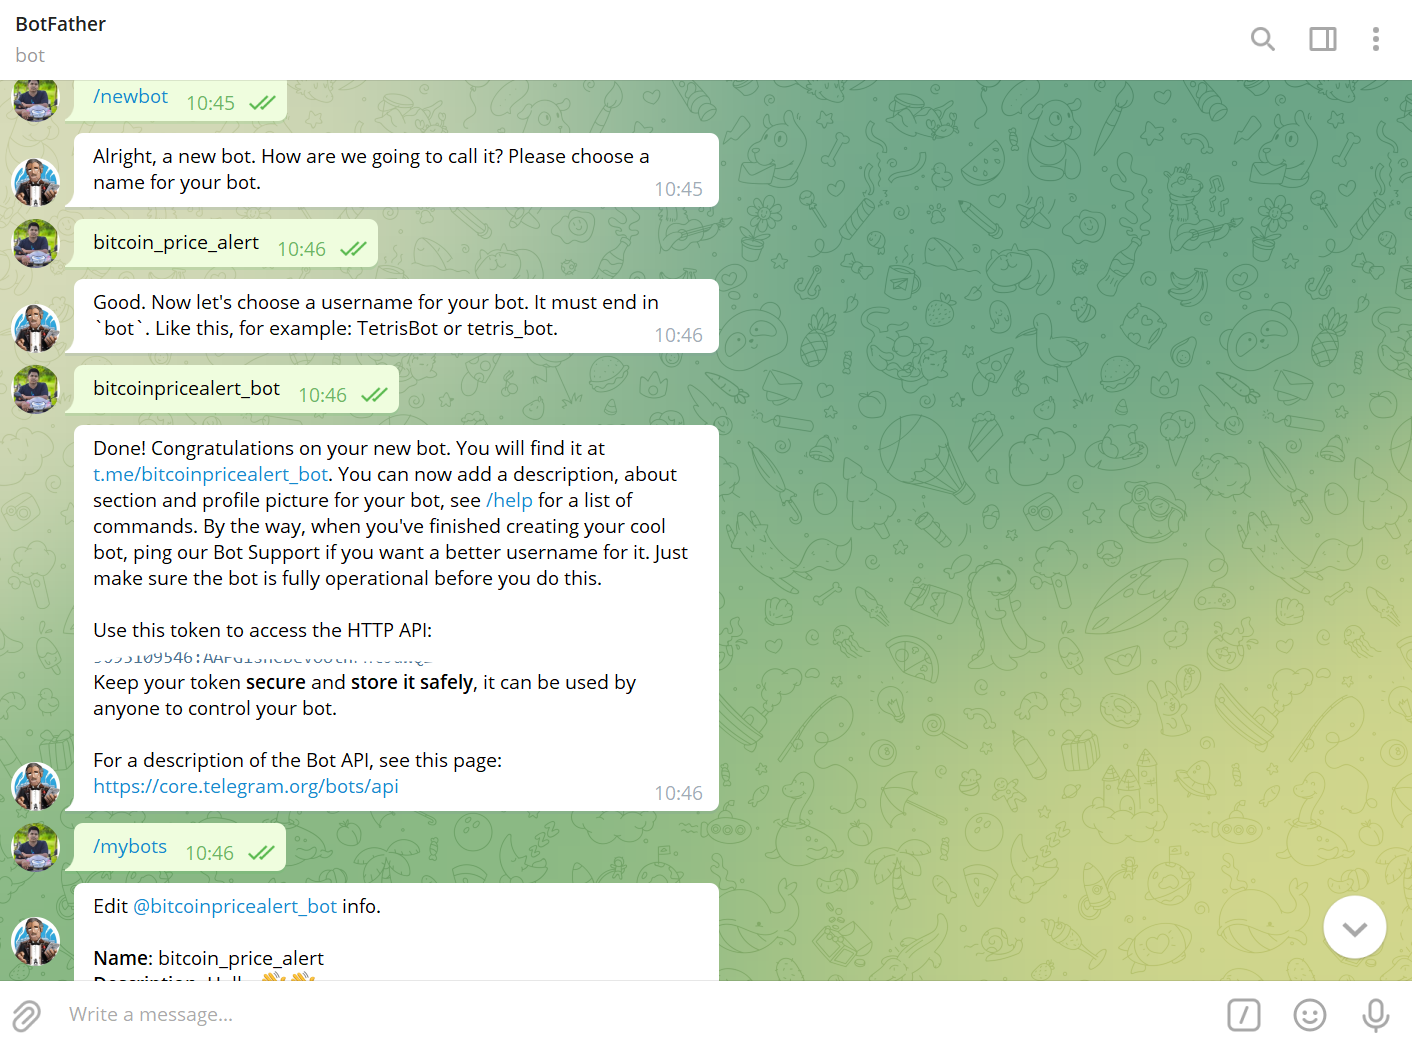 BotFather
bot
/newbot 10:45
Alright, a new bot. How are we going to call it? Please choose a
name for your bot.
10:45
bitcoin_price_alert 10:46
Good. Now let's choose a username for your bot. It must end in
`bot`. Like this, for example: TetrisBot or tetris_bot.
10:46
bitcoinpricealert_bot 10:46
Done! Congratulations on your new bot. You will find it at
t.me/bitcoinpricealert_bot. You can now add a description, about
section and profile picture for your bot, see /help for a list of
commands. By the way, when you've finished creating your cool
bot, ping our Bot Support if you want a better username for it. Just
make sure the bot is fully operational before you do this.
Use this token to access the HTTP API:
Keep your token secure and store it safely, it can be used by
anyone to control your bot.
For a description of the Bot API, see this page:
https://core.telegram.org/bots/api
10:46
/mybots 10:46
Edit @bitcoinpricealert_bot info.
Name: bitcoin_price_alert
Write a message...